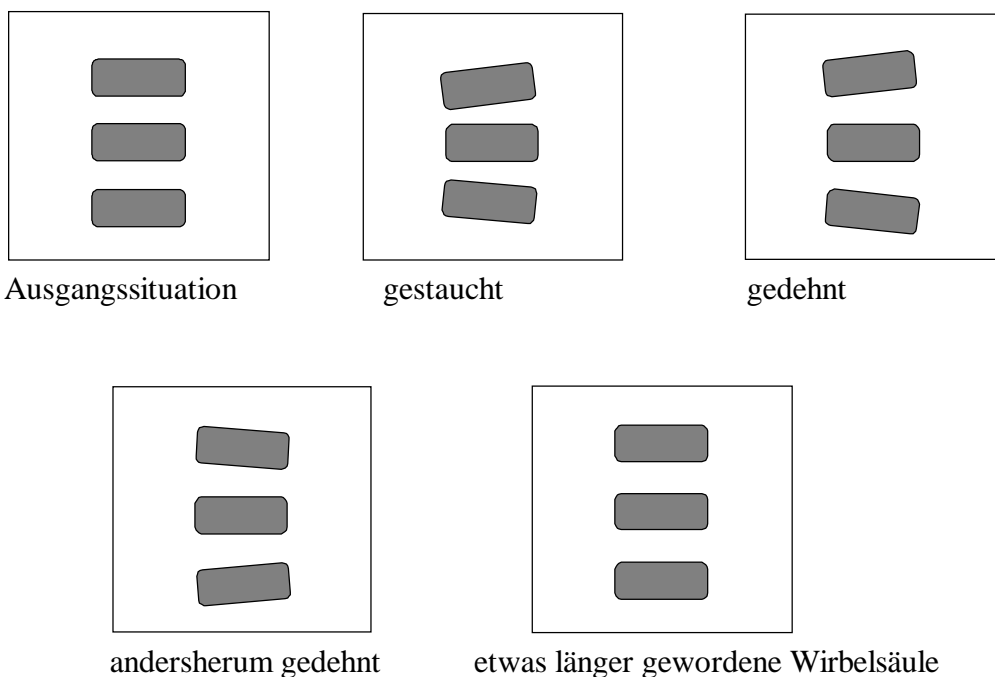 Ausgangssituation
gestaucht
gedehnt
andersherum gedehnt
etwas länger gewordene Wirbelsäule